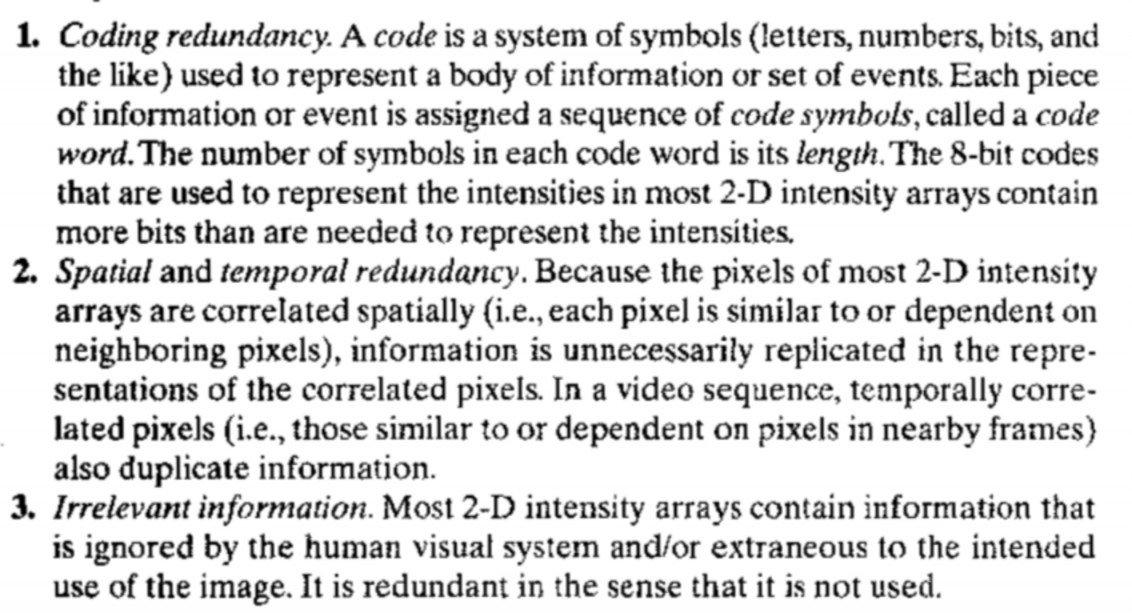 1. Coding redundancy. A code is a system of symbols (letters, numbers, bits, and
the like) used to represent a body of information or set of events. Each piece
of information or event is assigned a sequence of code symbols, called a code
word. The number of symbols in each code word is its length. The 8-bit codes
that are used to represent the intensities in most 2-D intensity arrays contain
more bits than are needed to represent the intensities.
2. Spatial and temporal redundancy. Because the pixels of most 2-D intensity
arrays are correlated spatially (i.e., each pixel is similar to or dependent on
neighboring pixels), information is unnecessarily replicated in the repre-
sentations of the correlated pixels. In a video sequence, temporally corre-
lated pixels (i.e., those similar to or dependent on pixels in nearby frames)
also duplicate information.
3. Irrelevant information. Most 2-D intensity arrays contain information that
is ignored by the human visual system and/or extraneous to the intended
use of the image. It is redundant in the sense that it is not used.